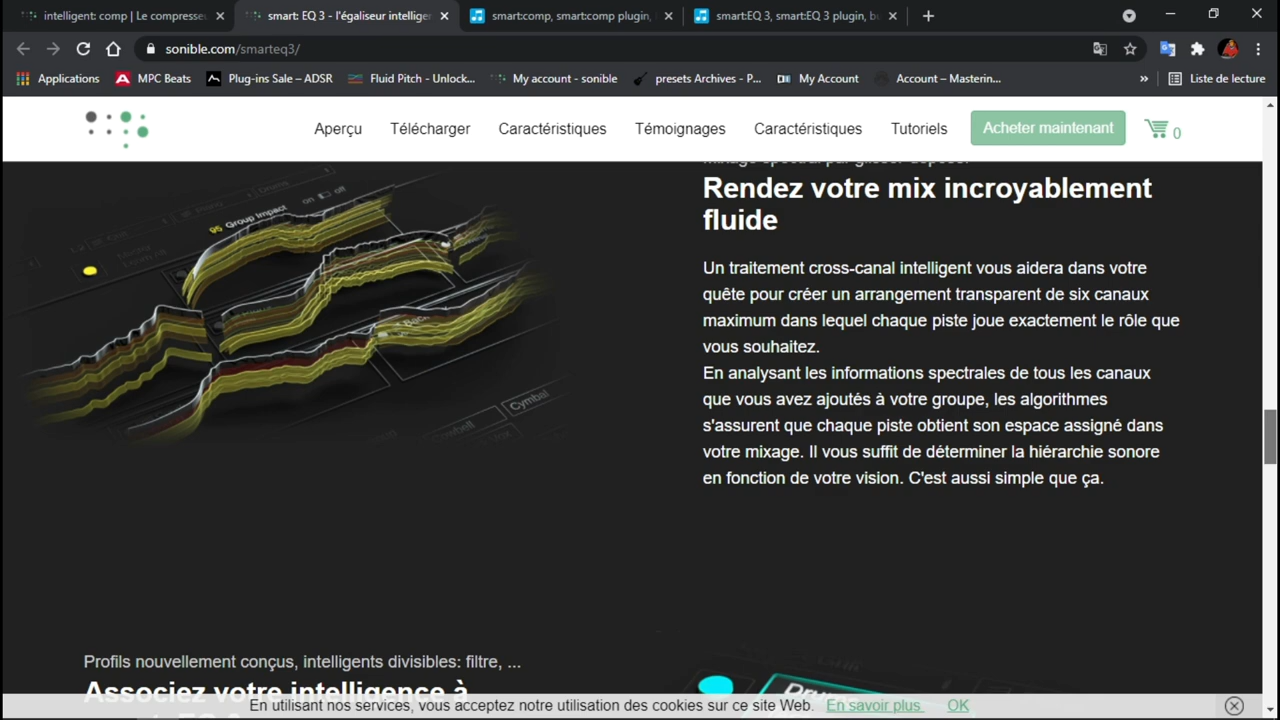 intelligent: comp | Le compresseu
smart: EQ 3 - l'égaliseur intelliger
smart:comp, smart:comp plugin,
smart:EQ 3, smart:EQ 3 plugin, bu
sonible.com/smarteq3/
Applications
MPC Beats
Plug-ins Sale – ADSR
Fluid Pitch - Unlock...
My account - sonible
presets Archives - P...
My Account
Account – Masterin...
»
Liste de lecture
Aperçu
Télécharger
Caractéristiques
Témoignages
Caractéristiques
Tutoriels
Acheter maintenant
0
Group Impact
on off
Rendez votre mix incroyablement
fluide
Un traitement cross-canal intelligent vous aidera dans votre
quête pour créer un arrangement transparent de six canaux
maximum dans lequel chaque piste joue exactement le rôle que
vous souhaitez.
En analysant les informations spectrales de tous les canaux
que vous avez ajoutés à votre groupe, les algorithmes
s'assurent que chaque piste obtient son espace assigné dans
votre mixage. Il vous suffit de déterminer la hiérarchie sonore
en fonction de votre vision. C'est aussi simple que ça.
Cymbal
Profils nouvellement conçus, intelligents divisibles: filtre, ...
Associez votre intelligence à
En utilisant nos services, vous acceptez notre utilisation des cookies sur ce site Web. En savoir plus OK